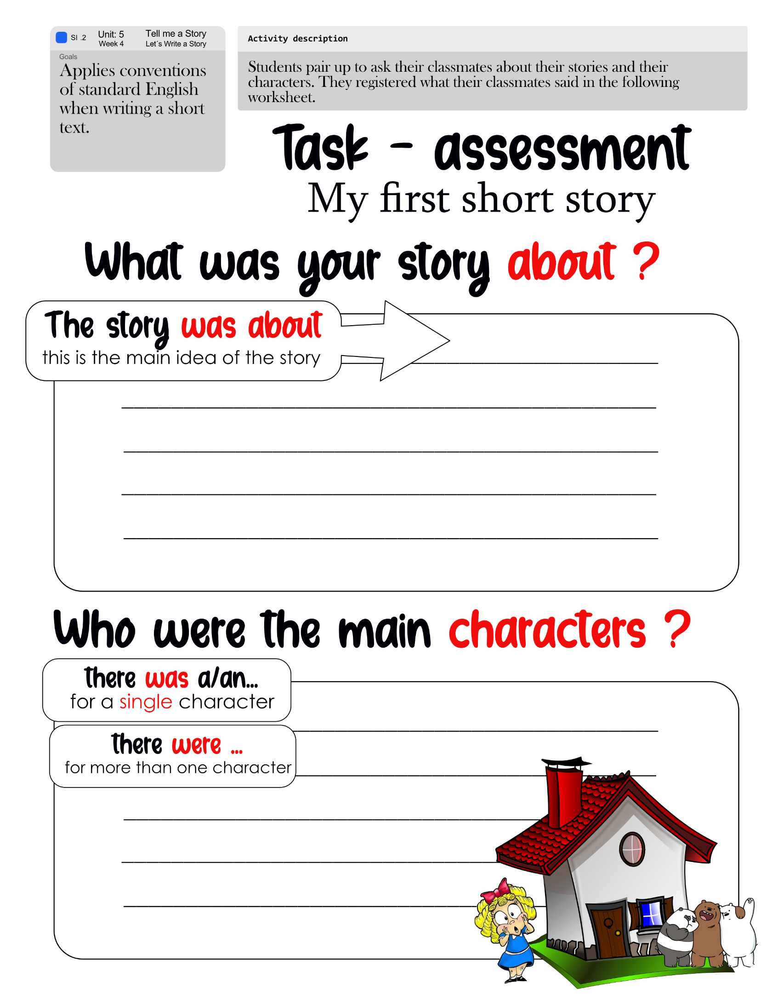 SI .2 Unit: 5 Tell me a Story
Week 4 Let´s Write a Story
Goals
Applies conventions
of standard English
when writing a short
text.
Activity description
Students pair up to ask their classmates about their stories and their
characters. They registered what their classmates said in the following
worksheet.
Task - assessment
My first short story
What was your story about ?
The story was about
this is the main idea of the story
Who were the main characters ?
there was a/an...
for a single character
there were ...
for more than one character